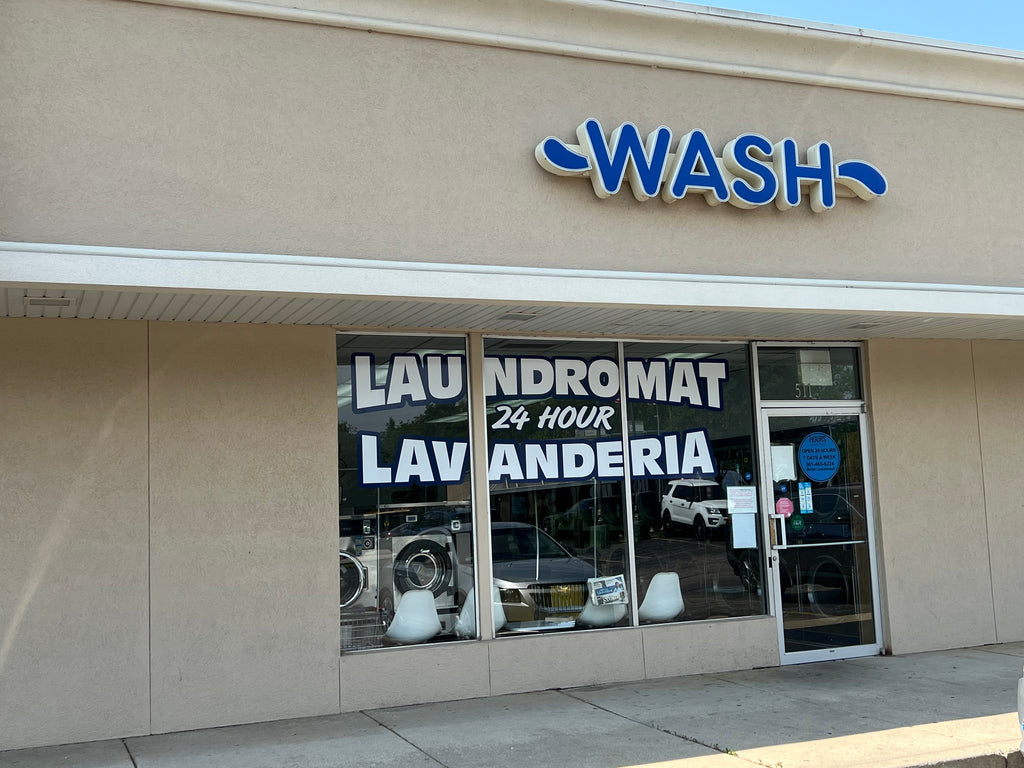 WASH
LAUNDROMAT
24 HOUR
LAVANDERIA
511
HOURS
OPEN 24 HOURS
7 DAYS A WEEK